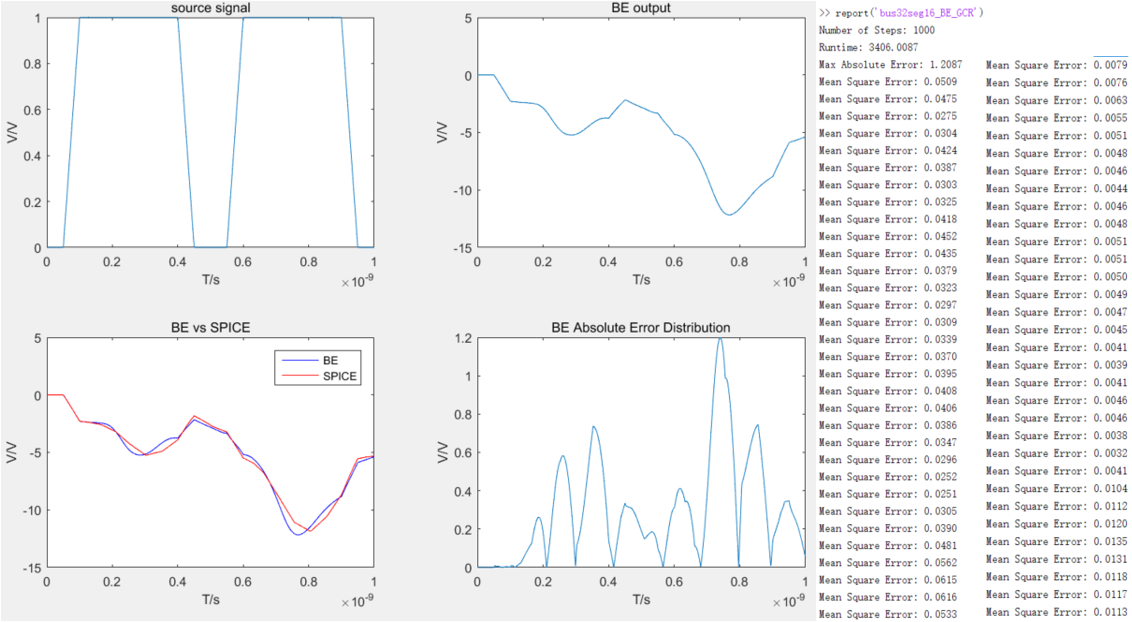 source signal
V/V
1
0.8
0.6
0.4
0.2
0
0 0.2 0.4 0.6 0.8 1
T/s
×10-9
BE output
V/V
5
0
-5
-10
-15
0 0.2 0.4 0.6 0.8 1
T/s
×10-9
BE vs SPICE
BE
SPICE
V/V
5
0
-5
-10
-15
0 0.2 0.4 0.6 0.8 1
T/s
×10-9
BE Absolute Error Distribution
V/V
1.2
1
0.8
0.6
0.4
0.2
0
0 0.2 0.4 0.6 0.8 1
T/s
×10-9
>> report('bus32seg16_BE_GCR')
Number of Steps: 1000
Runtime: 3406.0087
Max Absolute Error: 1.2087
Mean Square Error: 0.0509
Mean Square Error: 0.0475
Mean Square Error: 0.0275
Mean Square Error: 0.0304
Mean Square Error: 0.0424
Mean Square Error: 0.0387
Mean Square Error: 0.0303
Mean Square Error: 0.0325
Mean Square Error: 0.0418
Mean Square Error: 0.0452
Mean Square Error: 0.0435
Mean Square Error: 0.0379
Mean Square Error: 0.0323
Mean Square Error: 0.0297
Mean Square Error: 0.0309
Mean Square Error: 0.0339
Mean Square Error: 0.0370
Mean Square Error: 0.0395
Mean Square Error: 0.0408
Mean Square Error: 0.0406
Mean Square Error: 0.0386
Mean Square Error: 0.0347
Mean Square Error: 0.0296
Mean Square Error: 0.0252
Mean Square Error: 0.0251
Mean Square Error: 0.0305
Mean Square Error: 0.0390
Mean Square Error: 0.0481
Mean Square Error: 0.0562
Mean Square Error: 0.0615
Mean Square Error: 0.0616
Mean Square Error: 0.0533
Mean Square Error: 0.0079
Mean Square Error: 0.0076
Mean Square Error: 0.0063
Mean Square Error: 0.0055
Mean Square Error: 0.0051
Mean Square Error: 0.0048
Mean Square Error: 0.0046
Mean Square Error: 0.0044
Mean Square Error: 0.0046
Mean Square Error: 0.0048
Mean Square Error: 0.0051
Mean Square Error: 0.0051
Mean Square Error: 0.0050
Mean Square Error: 0.0049
Mean Square Error: 0.0047
Mean Square Error: 0.0045
Mean Square Error: 0.0041
Mean Square Error: 0.0039
Mean Square Error: 0.0041
Mean Square Error: 0.0046
Mean Square Error: 0.0046
Mean Square Error: 0.0038
Mean Square Error: 0.0032
Mean Square Error: 0.0041
Mean Square Error: 0.0104
Mean Square Error: 0.0112
Mean Square Error: 0.0120
Mean Square Error: 0.0135
Mean Square Error: 0.0131
Mean Square Error: 0.0118
Mean Square Error: 0.0117
Mean Square Error: 0.0113